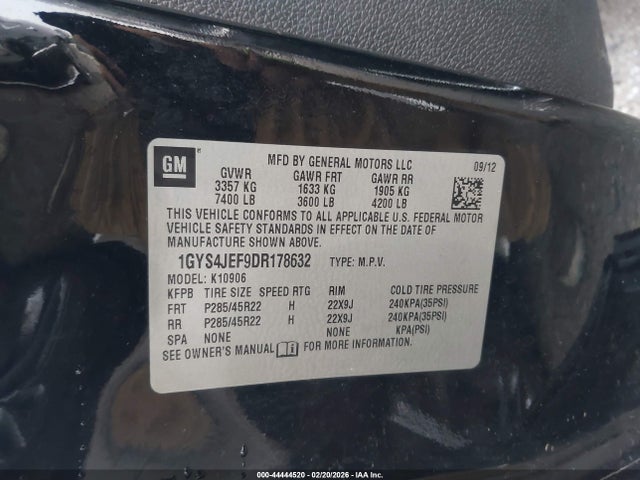 GM
MFD BY GENERAL MOTORS LLC 09/12
GVWR GAWR FRT GAWR RR
3357 KG 1633 KG 1905 KG
7400 LB 3600 LB 4200 LB
THIS VEHICLE CONFORMS TO ALL APPLICABLE U.S. FEDERAL MOTOR
VEHICLE SAFETY STANDARDS IN EFFECT ON THE DATE OF
MANUFACTURE SHOWN ABOVE.
1GYS4JEF9DR178632 TYPE: M.P.V.
MODEL: K10906
KFPB TIRE SIZE SPEED RTG RIM COLD TIRE PRESSURE
FRT P285/45R22 H 22X9J 240KPA(35PSI)
RR P285/45R22 H 22X9J 240KPA(35PSI)
SPA NONE NONE KPA(PSI)
SEE OWNER'S MANUAL FOR MORE INFORMATION.
000-44444520 - 02/20/2026 - IAAI.com